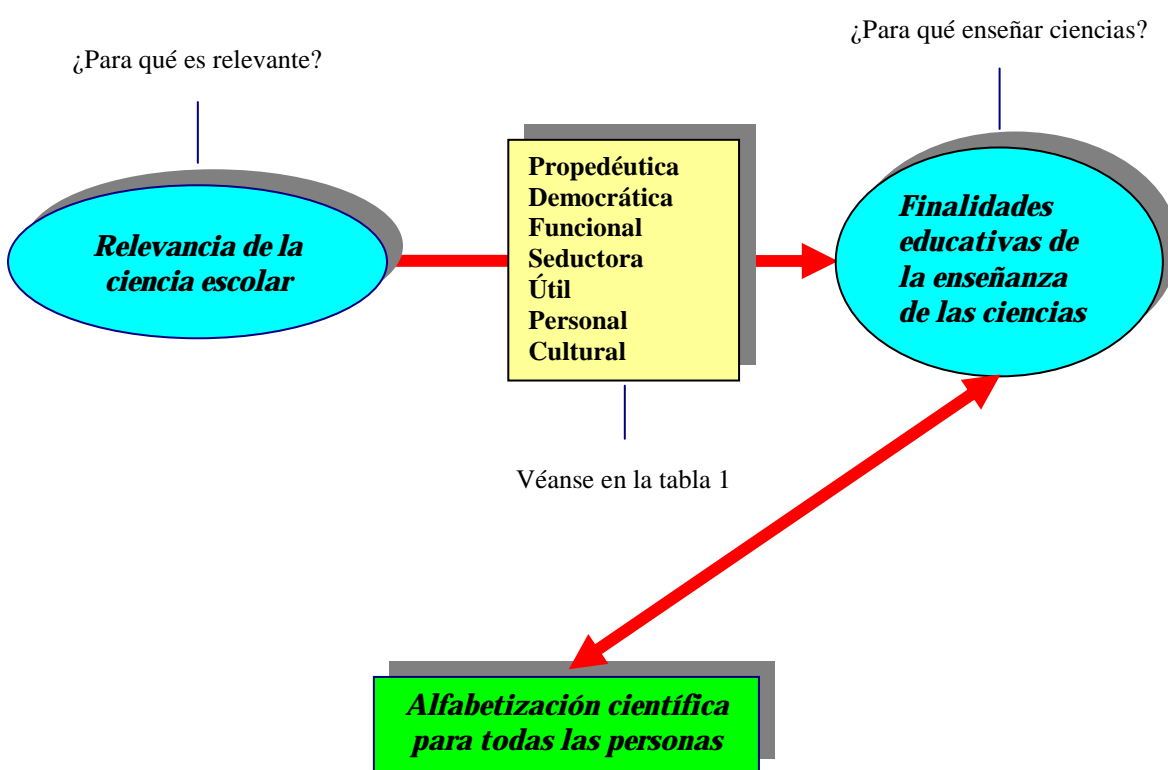 ¿Para qué enseñar ciencias?
¿Para qué es relevante?
Relevancia de la
ciencia escolar
Propedéutica
Democrática
Funcional
Seductora
Útil
Personal
Cultural
Finalidades
educativas de
la enseñanza
de las ciencias
Véanse en la tabla 1
Alfabetización científica
para todas las personas